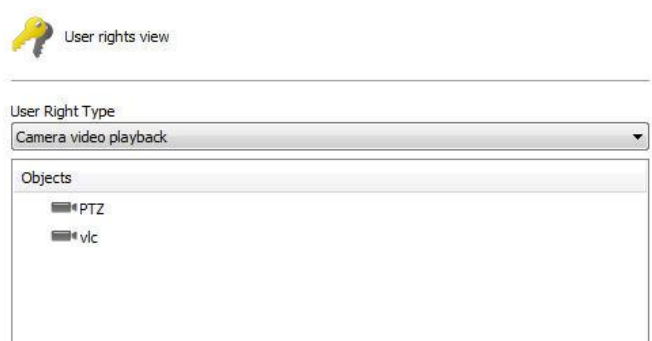 User rights view
User Right Type
Camera video playback
Objects
PTZ
vlc